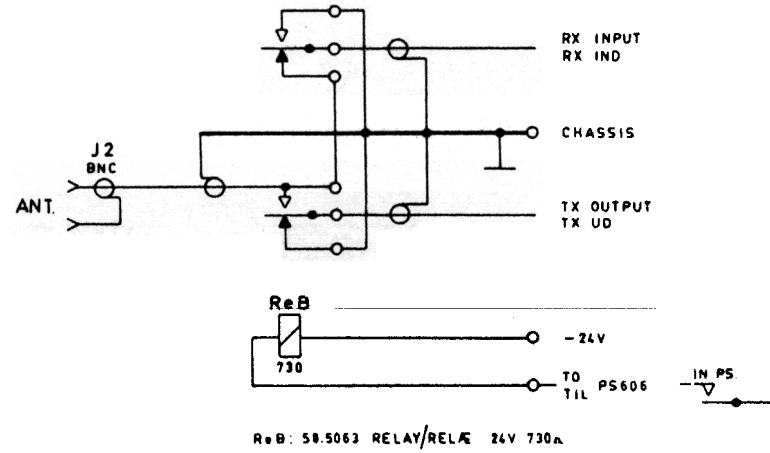 RX INPUT
RX IND
CHASSIS
J2
BNC
ANT.
TX OUTPUT
TX UD
ReB
730
-24V
TO
TIL
PS606
IN PS.
ReB: 58.5063 RELAY/RELÆ 24V 730Ω